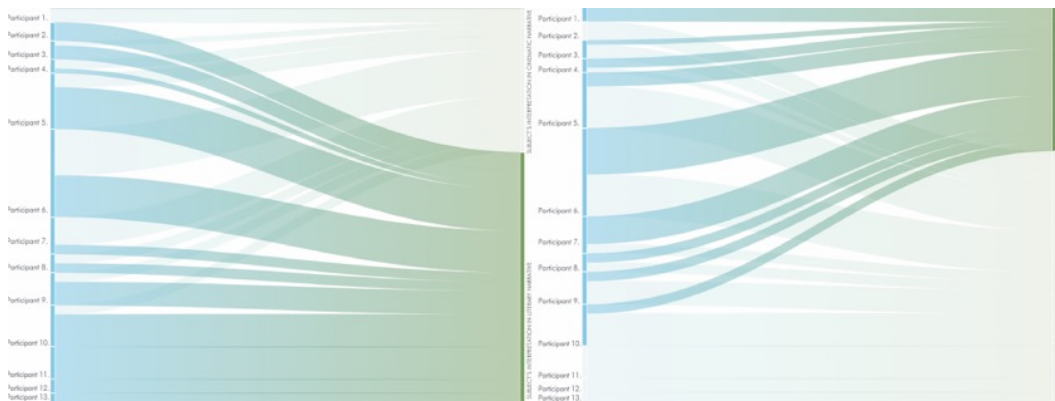 Participant 1.
Participant 2.
Participant 3.
Participant 4.
Participant 5.
Participant 6.
Participant 7.
Participant 8.
Participant 9.
Participant 10.
Participant 11.
Participant 12.
Participant 13.
SUBJECT'S INTERPRETATION IN CINEMATIC NARRATIVE
SUBJECT'S INTERPRETATION IN LITERARY NARRATIVE
Participant 1.
Participant 2.
Participant 3.
Participant 4.
Participant 5.
Participant 6.
Participant 7.
Participant 8.
Participant 9.
Participant 10.
Participant 11.
Participant 12.
Participant 13.